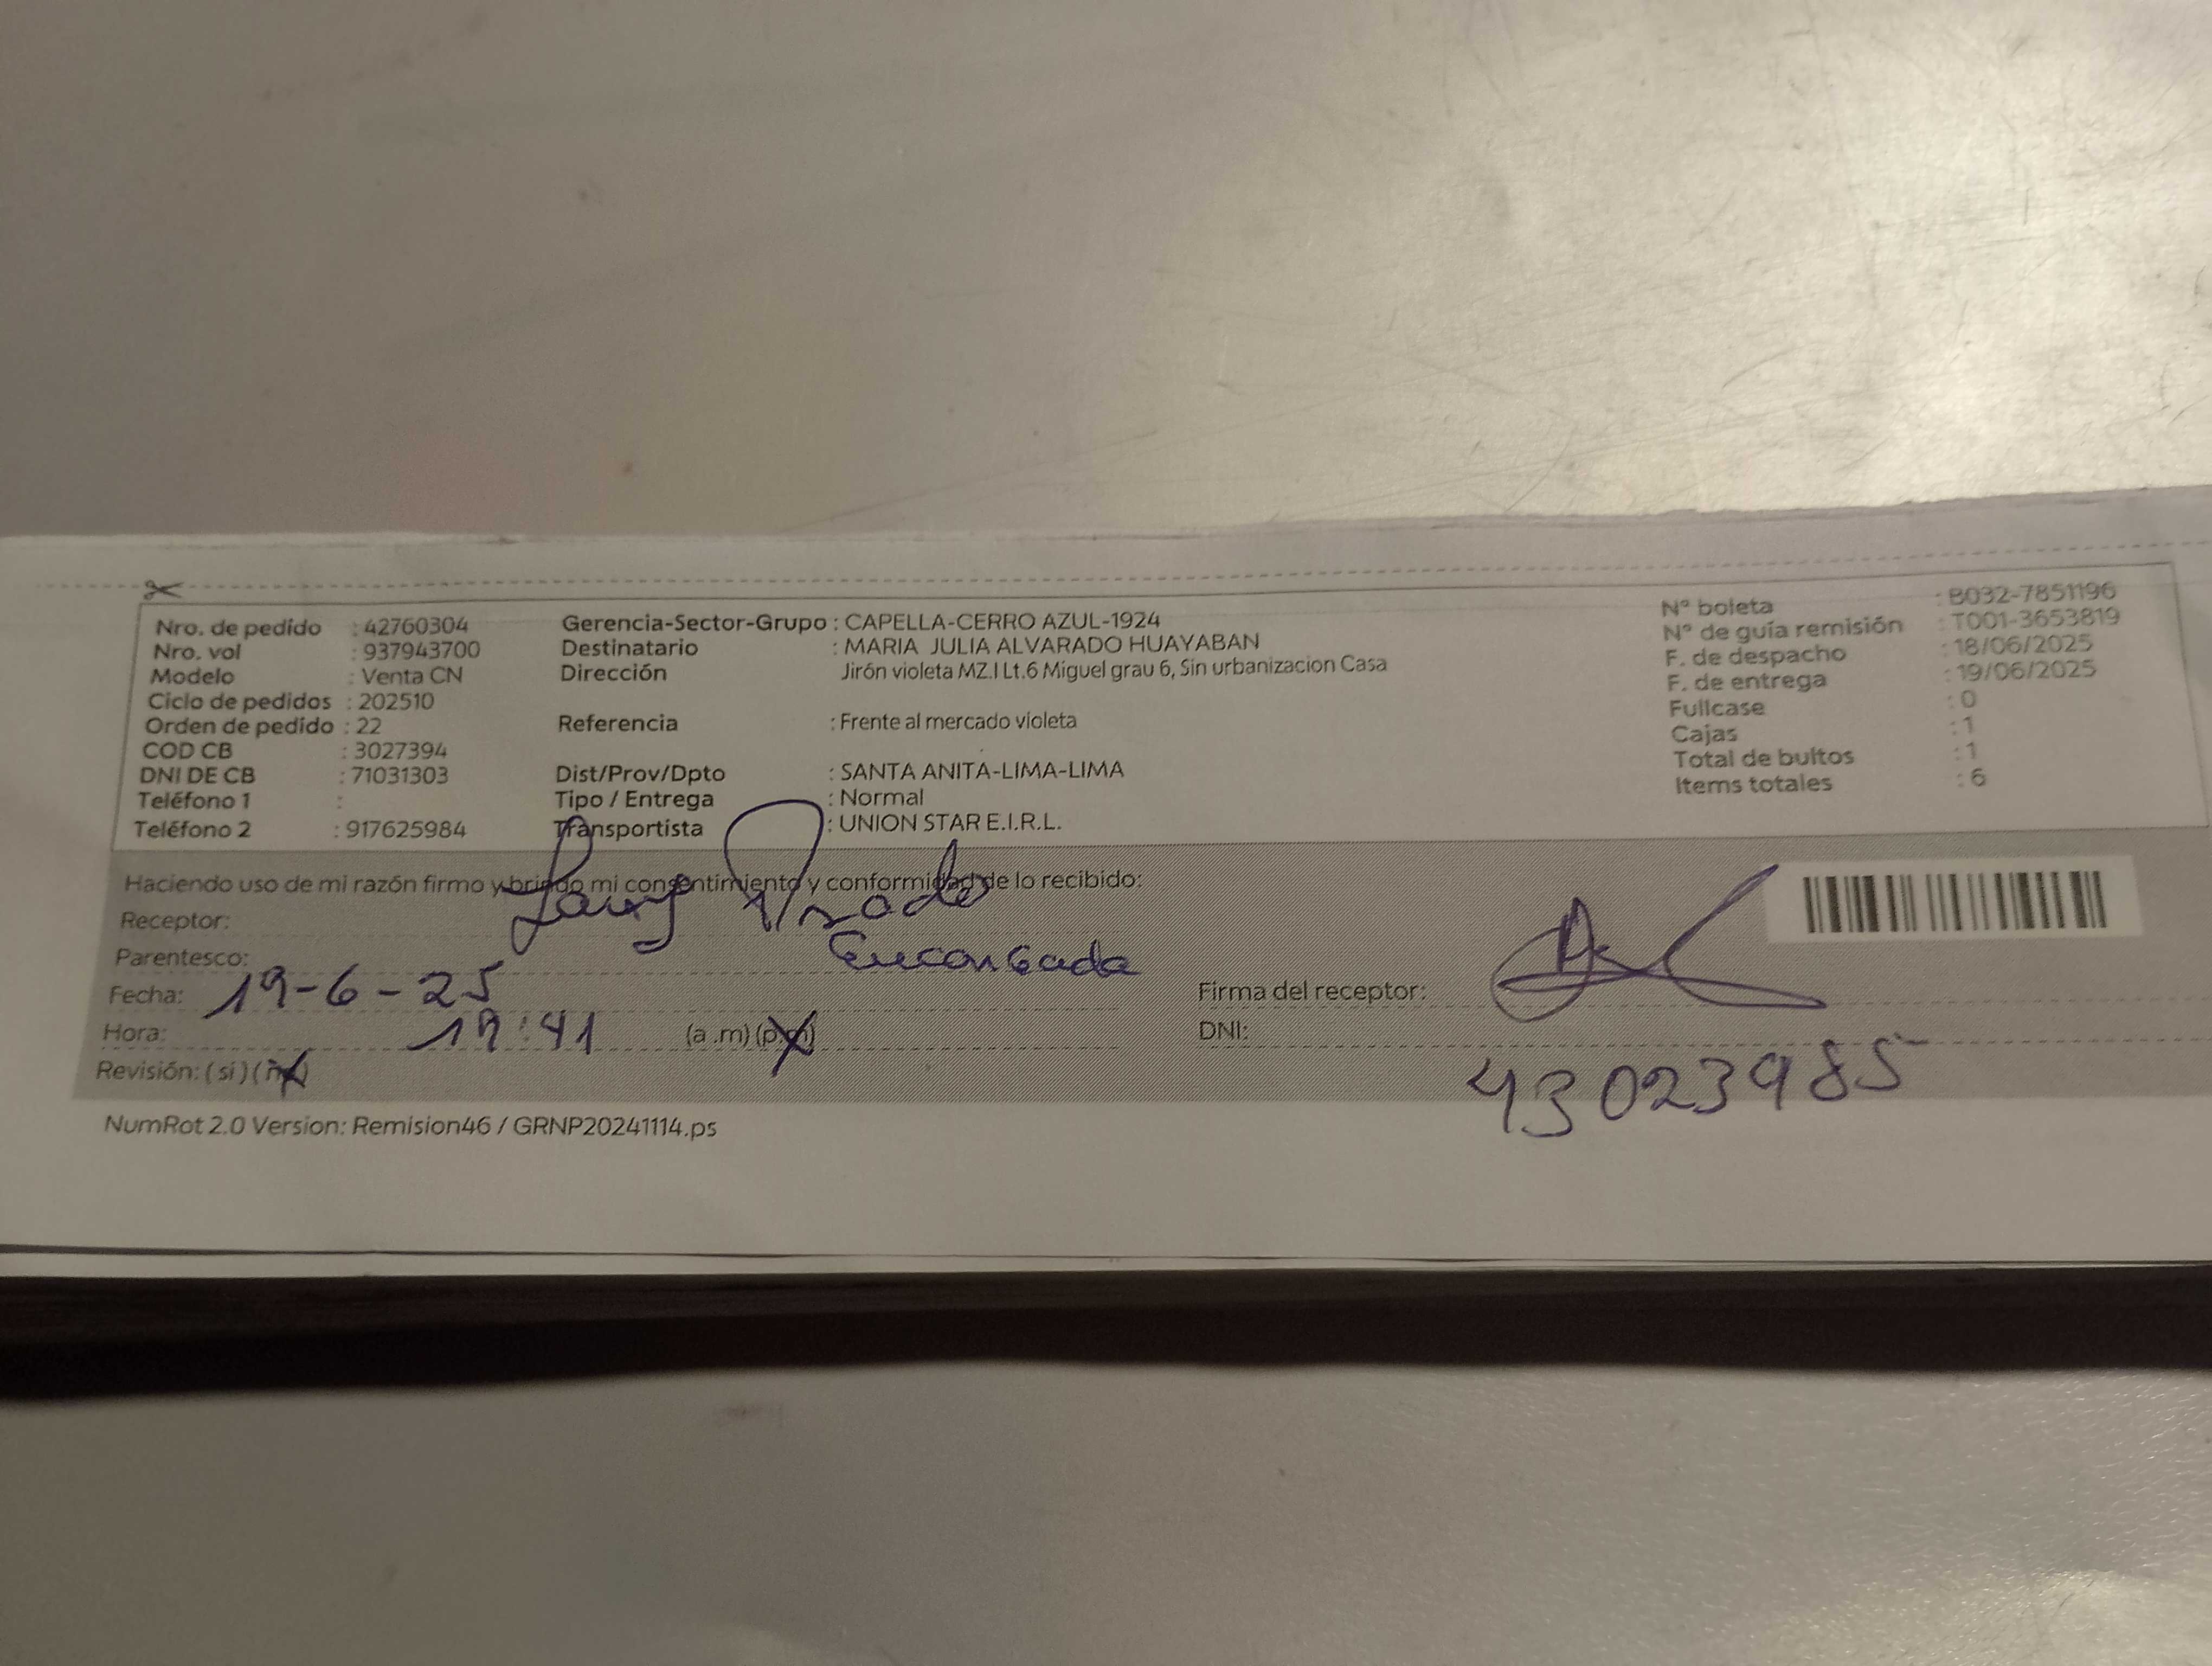 Nro. de pedido : 42760304
Nro. vol : 937943700
Modelo : Venta CN
Ciclo de pedidos : 202510
Orden de pedido : 22
COD CB : 3027394
DNI DE CB : 71031303
Teléfono 1 :
Teléfono 2 : 917625984
Gerencia-Sector-Grupo : CAPELLA-CERRO AZUL-1924
Destinatario : MARIA JULIA ALVARADO HUAYABAN
Dirección Jirón violeta MZ.I Lt.6 Miguel grau 6, Sin urbanizacion Casa
Referencia : Frente al mercado violeta
Dist/Prov/Dpto : SANTA ANITA-LIMA-LIMA
Tipo / Entrega : Normal
Transportista : UNION STAR E.I.R.L.
N° boleta : B032-7851196
N° de guía remisión : T001-3653819
F. de despacho : 18/06/2025
F. de entrega : 19/06/2025
Fullcase : 0
Cajas : 1
Total de bultos : 1
Items totales : 6
Haciendo uso de mi razón firmo y brindo mi consentimiento y conformidad de lo recibido:
Receptor: Prado
Parentesco: Encargada
Fecha: 19-6-25
Hora: 19:41 (a .m) (p.m)
Revisión: ( si ) ( no )
Firma del receptor:
DNI: 43023985
NumRot 2.0 Version: Remision46 / GRNP20241114.ps